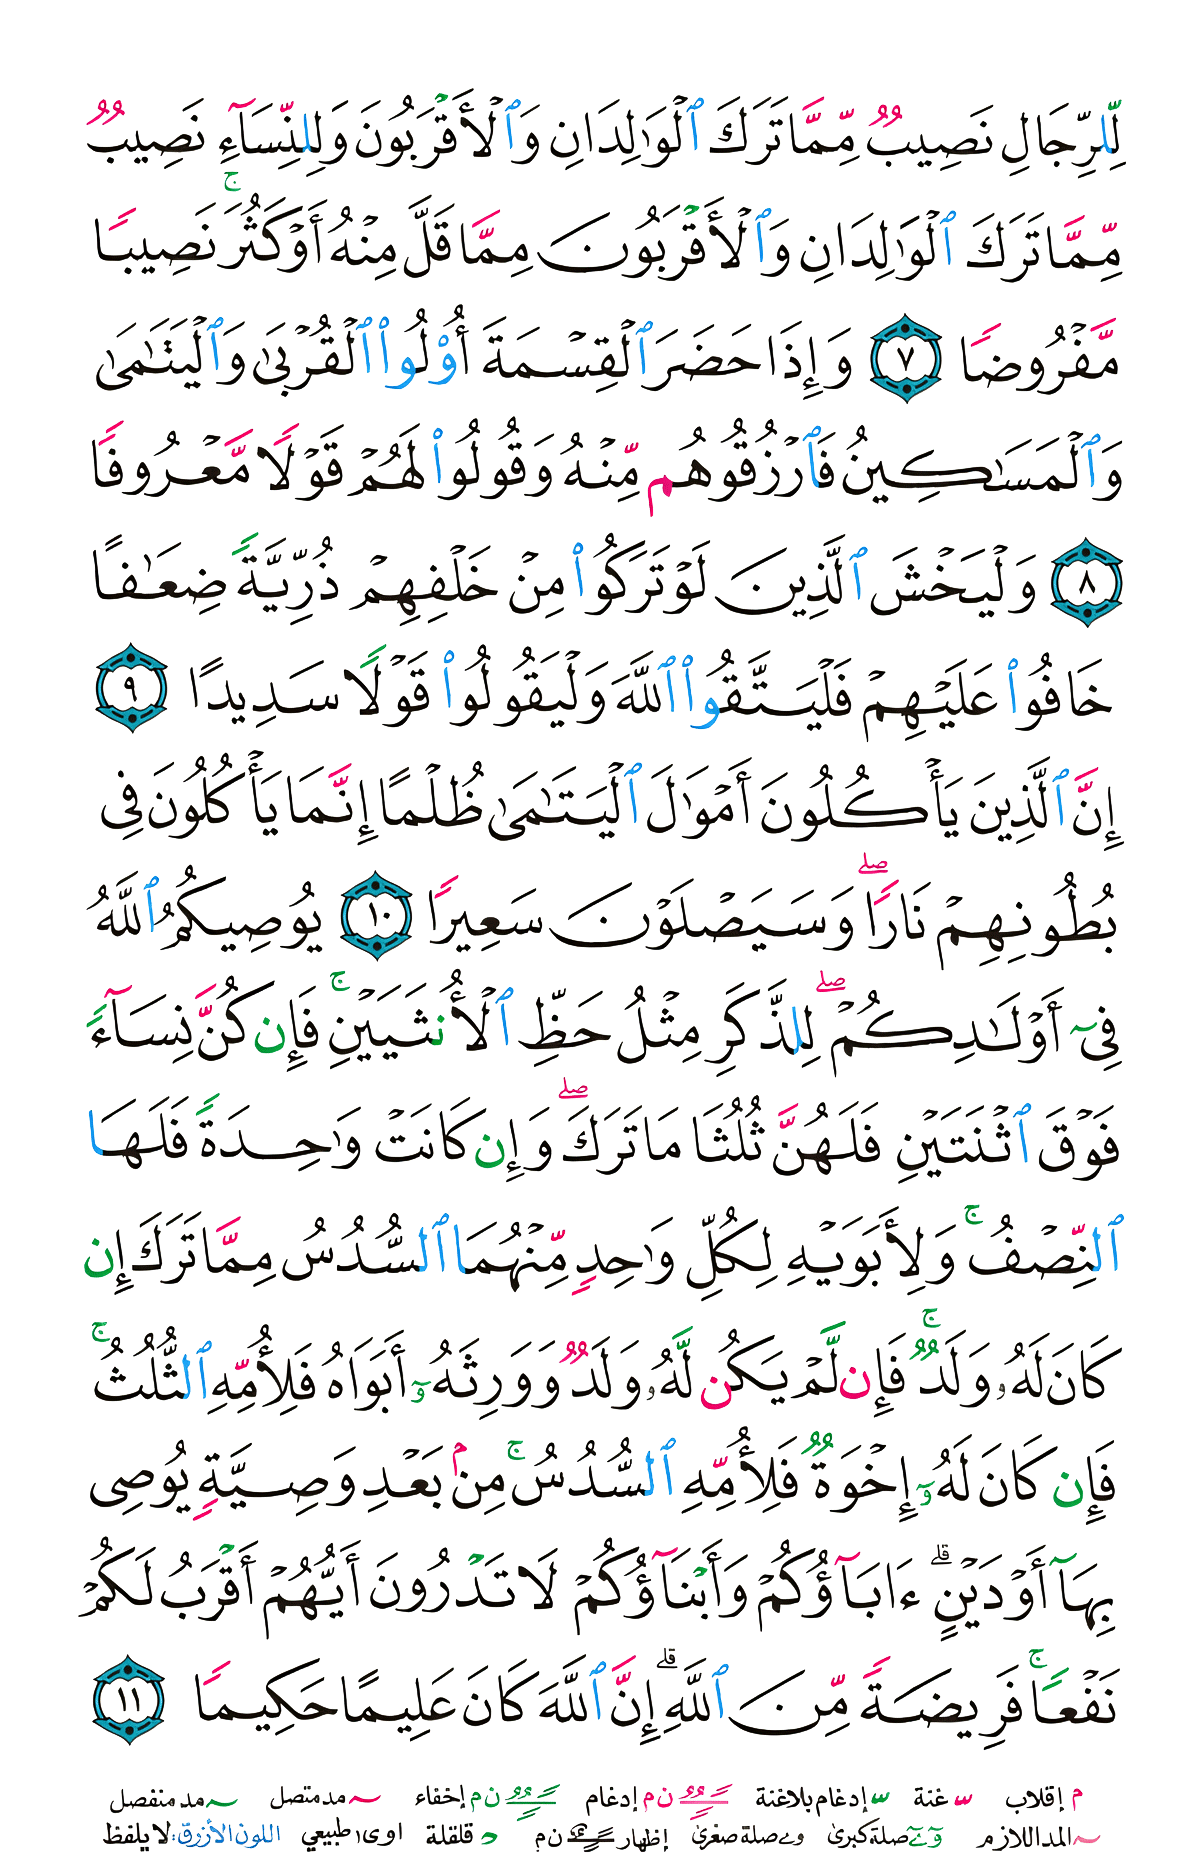 لِّلرِّجَالِ نَصِيبٌ مِّمَّا تَرَكَ ٱلْوَٰلِدَانِ وَٱلْأَقْرَبُونَ وَلِلنِّسَآءِ نَصِيبٌ
مِّمَّا تَرَكَ ٱلْوَٰلِدَانِ وَٱلْأَقْرَبُونَ مِمَّا قَلَّ مِنْهُ أَوْ كَثُرَ ۚ نَصِيبًا
مَّفْرُوضًا ٧ وَإِذَا حَضَرَ ٱلْقِسْمَةَ أُو۟لُوا۟ ٱلْقُرْبَىٰ وَٱلْيَتَٰمَىٰ
وَٱلْمَسَٰكِينُ فَٱرْزُقُوهُم مِّنْهُ وَقُولُوا۟ لَهُمْ قَوْلًا مَّعْرُوفًا
٨ وَلْيَخْشَ ٱلَّذِينَ لَوْ تَرَكُوا۟ مِنْ خَلْفِهِمْ ذُرِّيَّةً ضِعَٰفًا
خَافُوا۟ عَلَيْهِمْ فَلْيَتَّقُوا۟ ٱللَّهَ وَلْيَقُولُوا۟ قَوْلًا سَدِيدًا ٩
إِنَّ ٱلَّذِينَ يَأْكُلُونَ أَمْوَٰلَ ٱلْيَتَٰمَىٰ ظُلْمًا إِنَّمَا يَأْكُلُونَ فِى
بُطُونِهِمْ نَارًا ۖ وَسَيَصْلَوْنَ سَعِيرًا ١٠ يُوصِيكُمُ ٱللَّهُ
فِىٓ أَوْلَٰدِكُمْ ۖ لِلذَّكَرِ مِثْلُ حَظِّ ٱلْأُنثَيَيْنِ ۚ فَإِن كُنَّ نِسَآءً
فَوْقَ ٱثْنَتَيْنِ فَلَهُنَّ ثُلُثَا مَا تَرَكَ ۖ وَإِن كَانَتْ وَٰحِدَةً فَلَهَا
ٱلنِّصْفُ ۚ وَلِأَبَوَيْهِ لِكُلِّ وَٰحِدٍ مِّنْهُمَا ٱلسُّدُسُ مِمَّا تَرَكَ إِن
كَانَ لَهُۥ وَلَدٌ ۚ فَإِن لَّمْ يَكُن لَّهُۥ وَلَدٌ وَوَرِثَهُۥٓ أَبَوَاهُ فَلِأُمِّهِ ٱلثُّلُثُ ۚ
فَإِن كَانَ لَهُۥٓ إِخْوَةٌ فَلِأُمِّهِ ٱلسُّدُسُ ۚ مِنۢ بَعْدِ وَصِيَّةٍ يُوصِى
بِهَآ أَوْ دَيْنٍ ۗ ءَابَآؤُكُمْ وَأَبْنَآؤُكُمْ لَا تَدْرُونَ أَيُّهُمْ أَقْرَبُ لَكُمْ
نَفْعًا ۚ فَرِيضَةً مِّنَ ٱللَّهِ ۗ إِنَّ ٱللَّهَ كَانَ عَلِيمًا حَكِيمًا ١١
م إقلاب غنة إدغام بلاغنة ن م إدغام ن م إخفاء مد متصل مد منفصل
المد اللازم صلة كبرى وے صلة صغرى إظهار ن م قلقلة اوى طبيعي اللون الأزرق: لا يلفظ